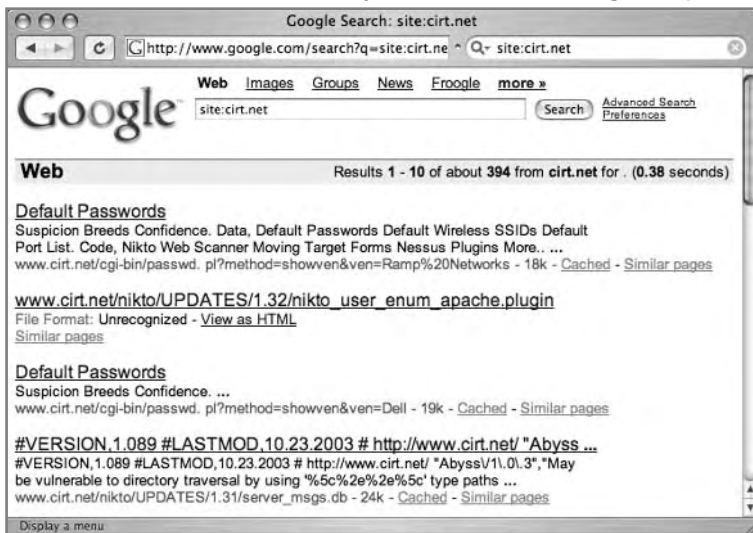 Google Search: site:cirt.net
http://www.google.com/search?q=site:cirt.ne
site:cirt.net
Web Images Groups News Froogle more »
Google
site:cirt.net
Search
Advanced Search
Preferences
Web
Results 1 - 10 of about 394 from cirt.net for . (0.38 seconds)
Default Passwords
Suspicion Breeds Confidence. Data, Default Passwords Default Wireless SSIDs Default
Port List. Code, Nikto Web Scanner Moving Target Forms Nessus Plugins More.. ...
www.cirt.net/cgi-bin/passwd. pl?method=showven&ven=Ramp%20Networks - 18k - Cached - Similar pages
www.cirt.net/nikto/UPDATES/1.32/nikto_user_enum_apache.plugin
File Format: Unrecognized - View as HTML
Similar pages
Default Passwords
Suspicion Breeds Confidence. ...
www.cirt.net/cgi-bin/passwd. pl?method=showven&ven=Dell - 19k - Cached - Similar pages
#VERSION,1.089 #LASTMOD,10.23.2003 # http://www.cirt.net/ "Abyss ...
#VERSION,1.089 #LASTMOD,10.23.2003 # http://www.cirt.net/ "Abyss\/1\.0\.3","May
be vulnerable to directory traversal by using '%5c%2e%2e%5c' type paths ...
www.cirt.net/nikto/UPDATES/1.31/server_msgs.db - 24k - Cached - Similar pages
Display a menu